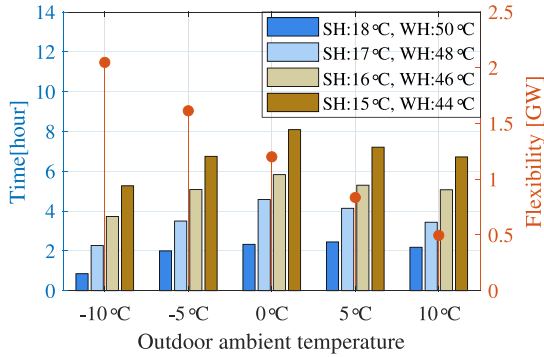 14
12
10
8
6
4
2
0
Time[hour]
SH:18°C, WH:50°C
SH:17°C, WH:48°C
SH:16°C, WH:46°C
SH:15°C, WH:44°C
2.5
2
1.5
1
0.5
0
Flexibility [GW]
-10°C -5°C 0°C 5°C 10°C
Outdoor ambient temperature